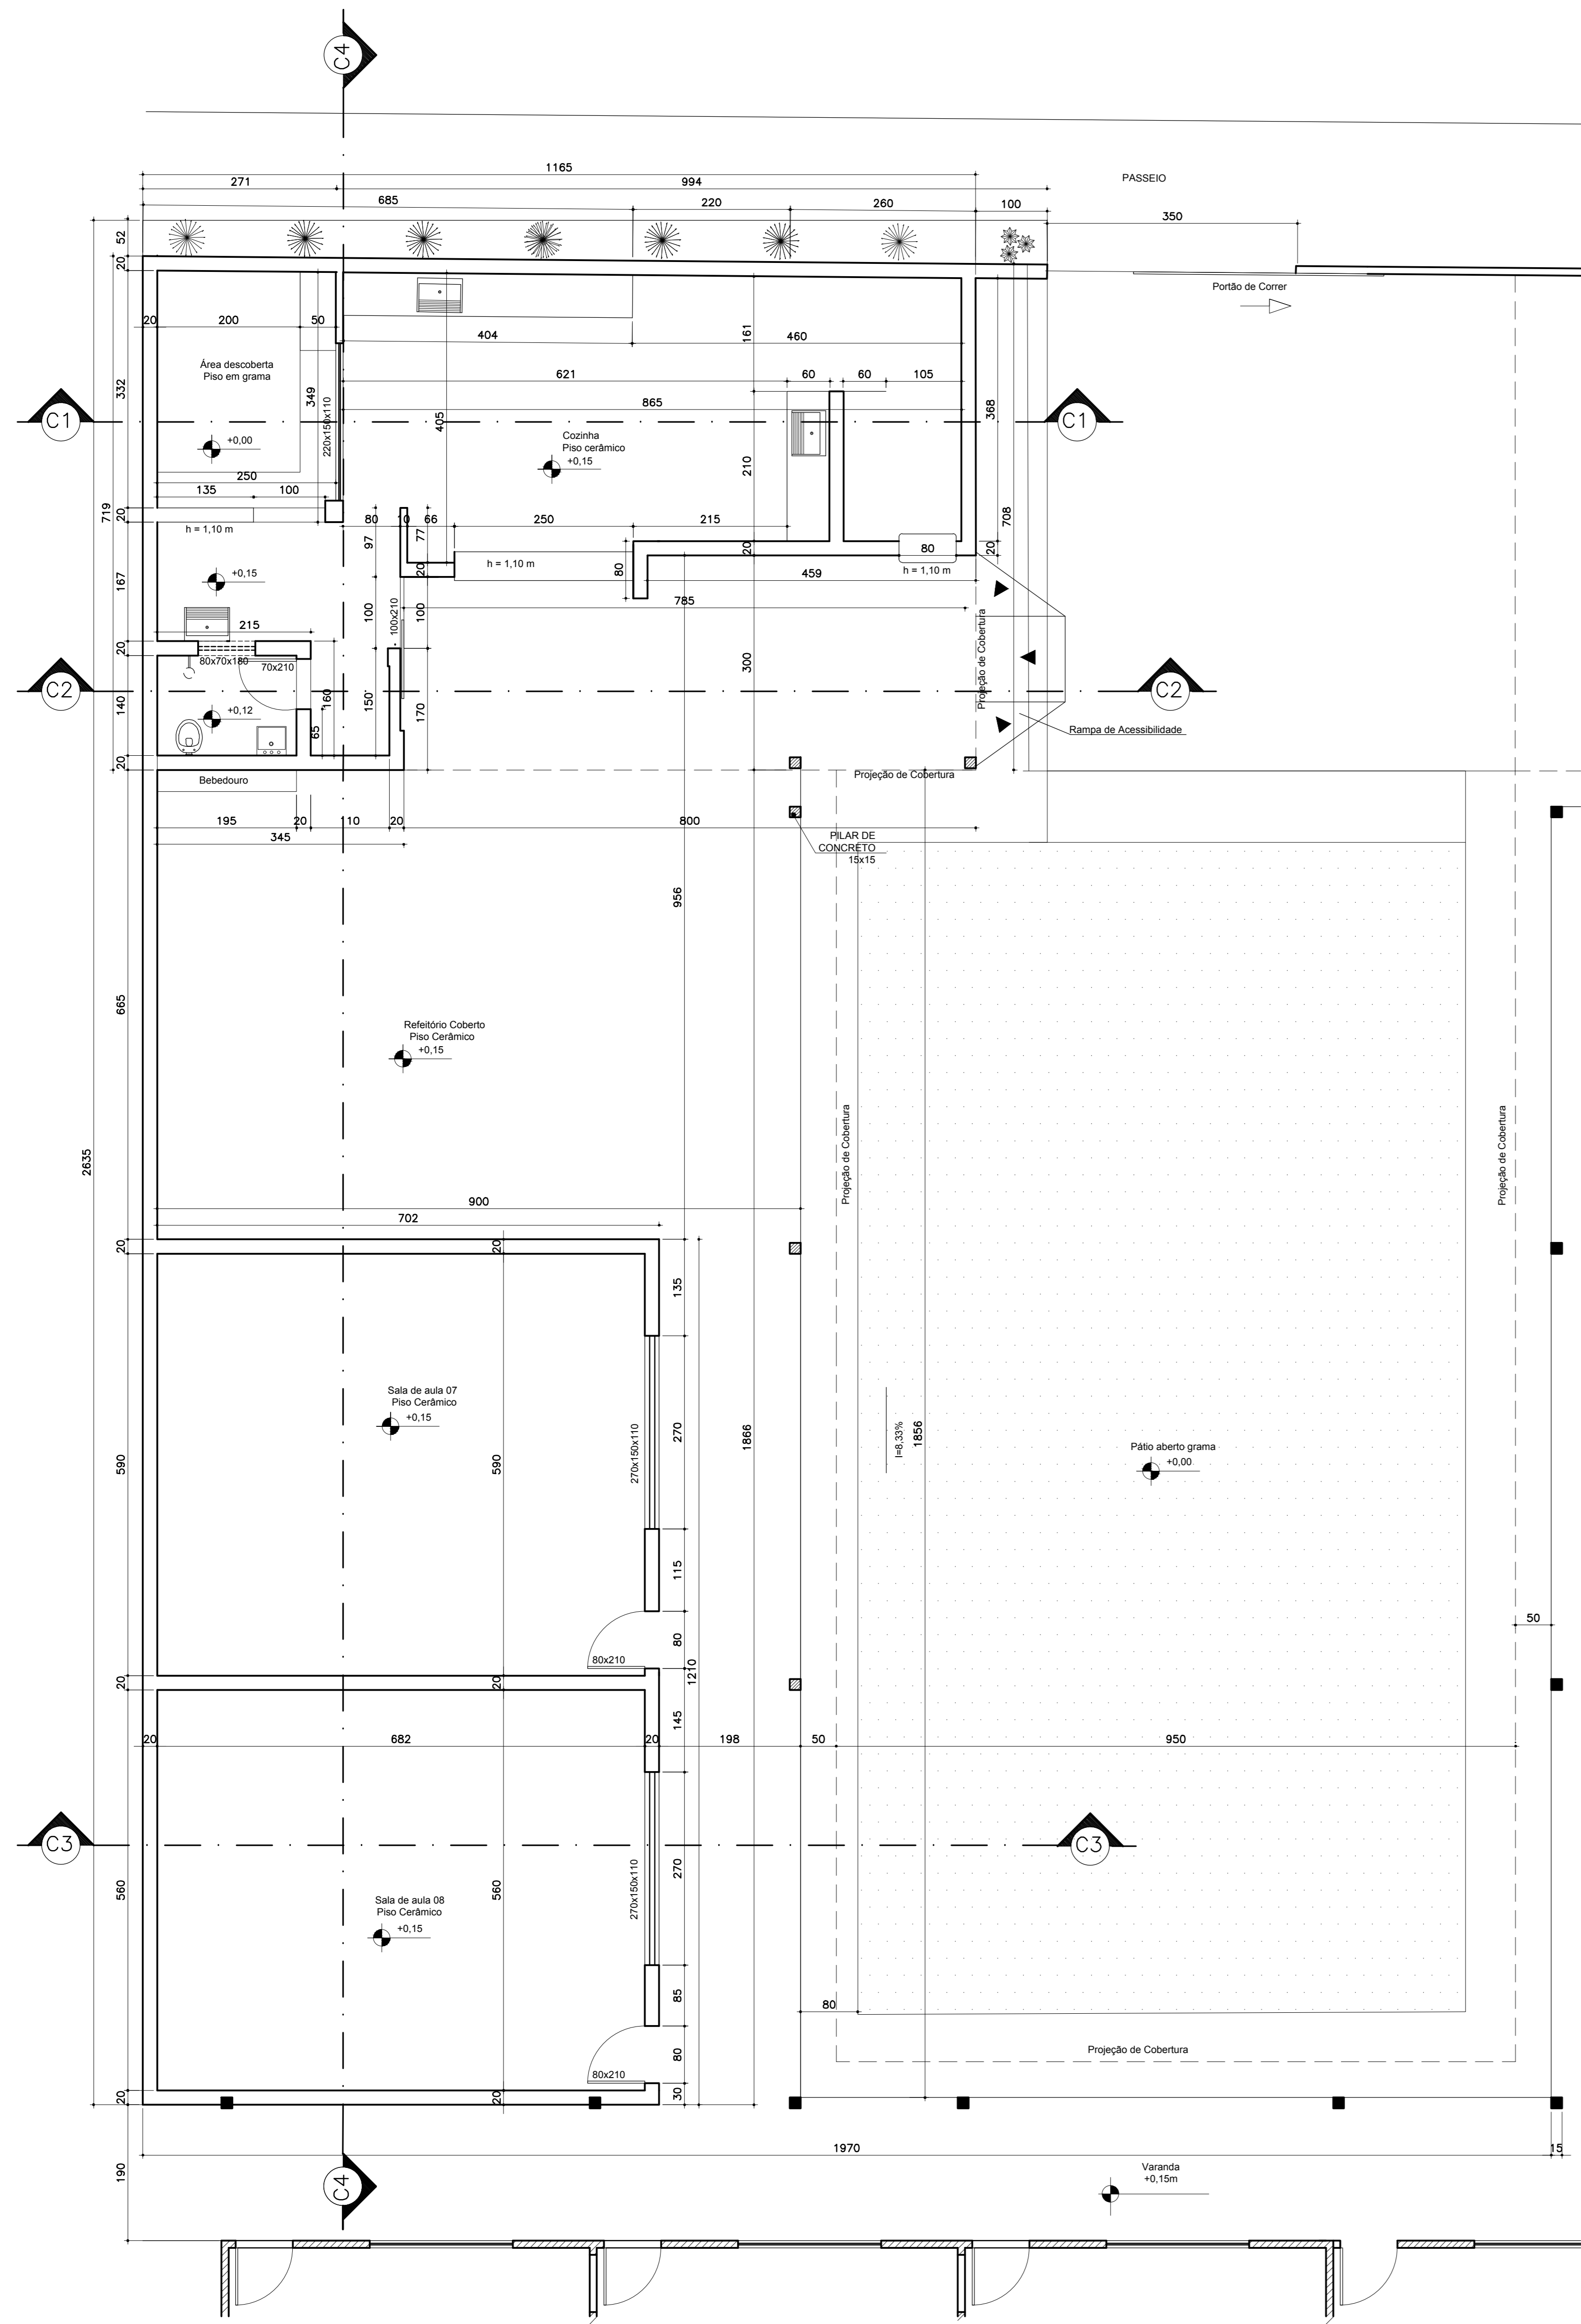 C4
1165
PASSEIO
271
994
685
220
260
100
350
52
20
Portão de Correr
20
200
50
404
460
161
Área descoberta
Piso em grama
332
349
621
60
60
105
865
220x150x110
405
368
C1
C1
+0,00
Cozinha
Piso cerâmico
+0,15
210
250
135
100
719
20
h = 1,10 m
80
10
66
250
215
708
97
77
20
20
80
20
h = 1,10 m
80
h = 1,10 m
+0,15
167
459
785
100
100x210
100
215
20
80x70x180
70x210
300
Projeção de Cobertura
C2
C2
140
+0,12
160
150
170
65
Rampa de Acessibilidade
20
Bebedouro
Projeção de Cobertura
195
20
110
20
800
345
PILAR DE
CONCRETO
15x15
956
665
Refeitório Coberto
Piso Cerâmico
+0,15
Projeção de Cobertura
Projeção de Cobertura
2635
900
702
20
20
135
Sala de aula 07
Piso Cerâmico
+0,15
270
270x150x110
1866
I=8,33%
1856
Pátio aberto grama
+0,00
590
590
115
50
80
80x210
1210
20
20
145
20
682
20
198
50
950
C3
C3
270
270x150x110
560
560
Sala de aula 08
Piso Cerâmico
+0,15
85
80
80
80x210
Projeção de Cobertura
20
20
30
1970
15
190
C4
Varanda
+0,15m